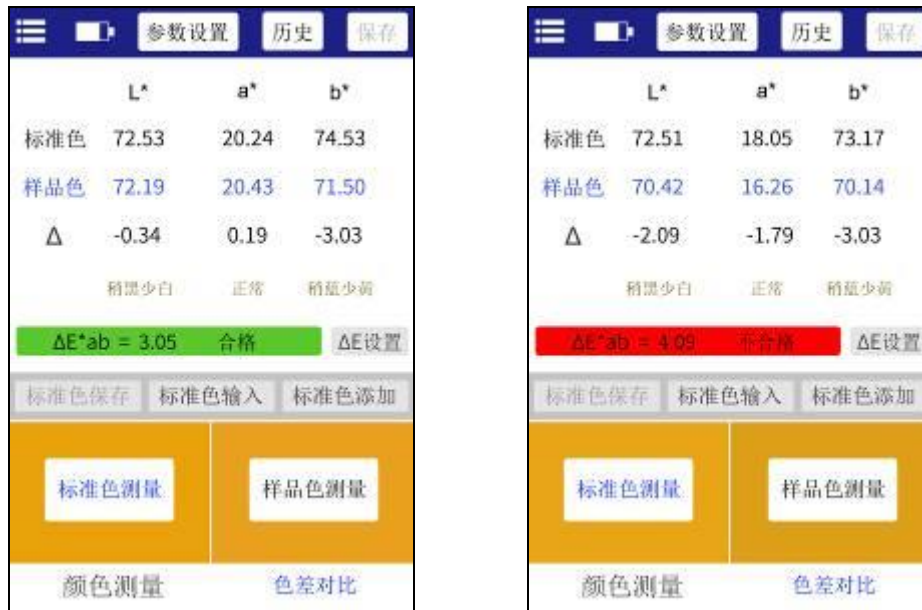 参数设置 历史 保存
L* a* b*
标准色 72.53 20.24 74.53
样品色 72.19 20.43 71.50
Δ -0.34 0.19 -3.03
稍黑少白 正常 稍蓝少黄
ΔE*ab = 3.05 合格 ΔE设置
标准色保存 标准色输入 标准色添加
标准色测量 样品色测量
颜色测量 色差对比
参数设置 历史 保存
L* a* b*
标准色 72.51 18.05 73.17
样品色 70.42 16.26 70.14
Δ -2.09 -1.79 -3.03
稍黑少白 正常 稍蓝少黄
ΔE*ab = 4.09 不合格 ΔE设置
标准色保存 标准色输入 标准色添加
标准色测量 样品色测量
颜色测量 色差对比